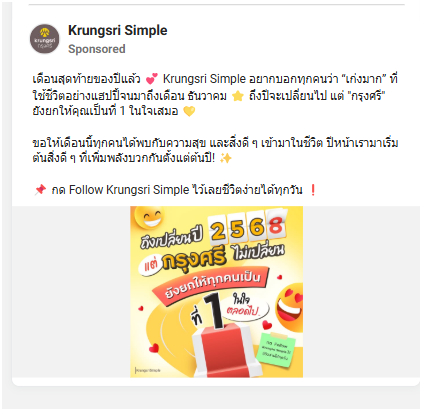 Krungsri Simple
Sponsored
เดือนสุดท้ายของปีแล้ว 💕 Krungsri Simple อยากบอกทุกคนว่า “เก่งมาก” ที่
ใช้ชีวิตอย่างแฮปปี้จนมาถึงเดือน ธันวาคม ⭐ ถึงปีจะเปลี่ยนไป แต่ "กรุงศรี"
ยังยกให้คุณเป็นที่ 1 ในใจเสมอ 💛
ขอให้เดือนนี้ทุกคนได้พบกับความสุข และสิ่งดี ๆ เข้ามาในชีวิต ปีหน้าเรามาเริ่ม
ต้นสิ่งดี ๆ ที่เพิ่มพลังบวกกันตั้งแต่ต้นปี! ✨
📌 กด Follow Krungsri Simple ไว้เลยชีวิตง่ายได้ทุกวัน ❗
ถึงเปลี่ยนปี 2568
แต่ กรุงศรี ไม่เปลี่ยน
ยังยกให้ทุกคนเป็น
ที่ 1 ในใจ
ตลอดไป
Krungsri Simple